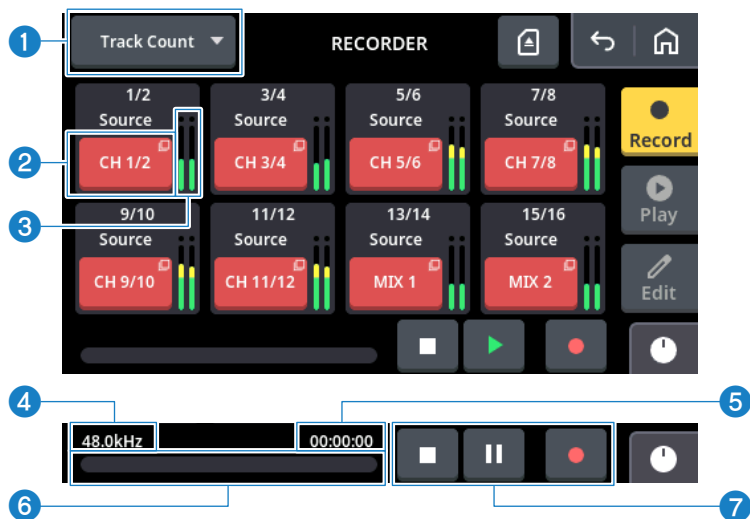 1
Track Count
RECORDER
1/2
3/4
5/6
7/8
Source
Source
Source
Source
Record
2
CH 1/2
CH 3/4
CH 5/6
CH 7/8
3
9/10
11/12
13/14
15/16
Play
Source
Source
Source
Source
CH 9/10
CH 11/12
MIX 1
MIX 2
Edit
4
5
48.0kHz
00:00:00
6
7